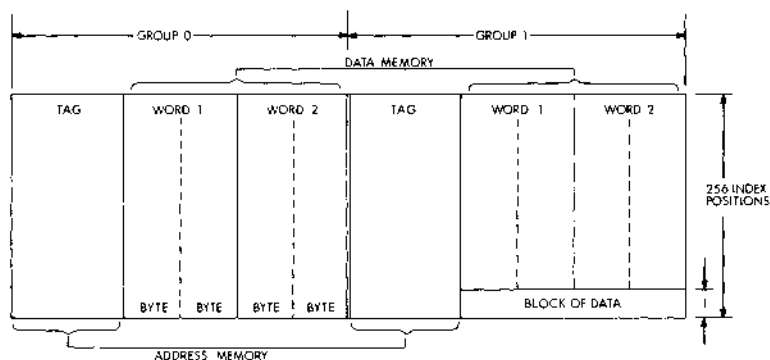 GROUP 0 GROUP 1
DATA MEMORY
TAG WORD 1 WORD 2 TAG WORD 1 WORD 2
256 INDEX
POSITIONS
BYTE BYTE BYTE BYTE BLOCK OF DATA
ADDRESS MEMORY